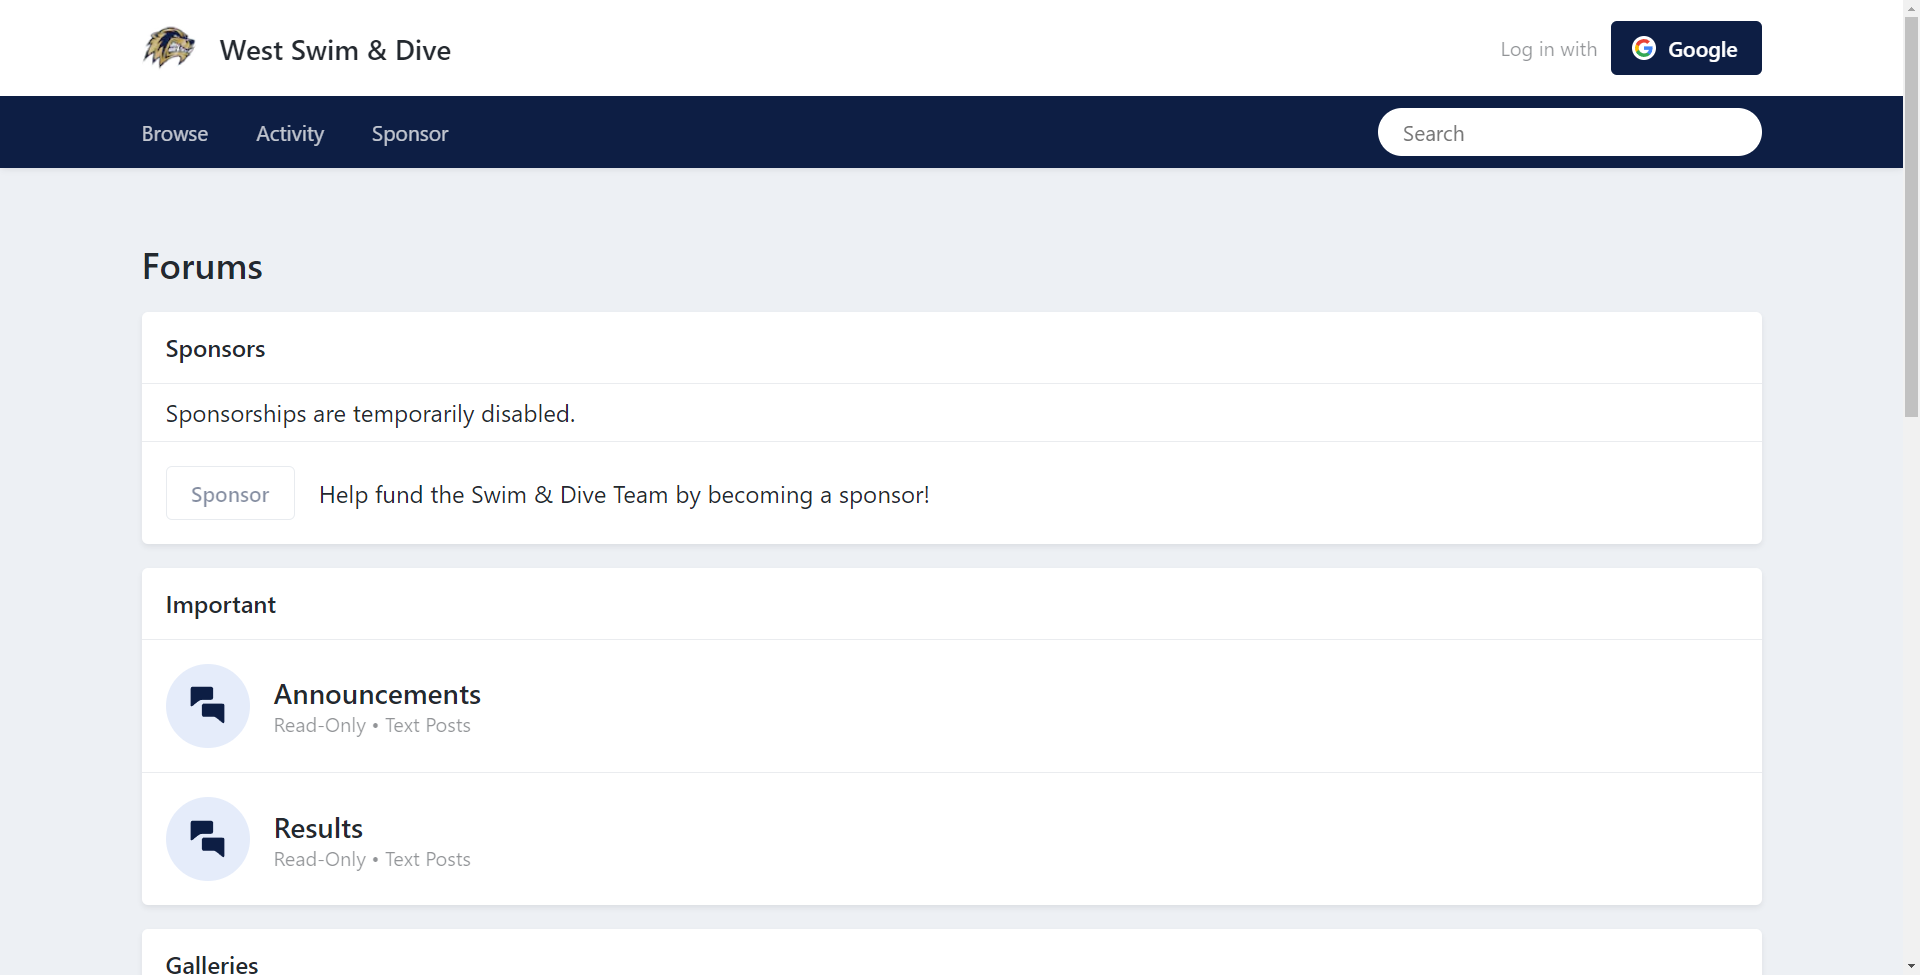 West Swim & Dive
Log in with
Google
Browse
Activity
Sponsor
Search
Forums
Sponsors
Sponsorships are temporarily disabled.
Sponsor
Help fund the Swim & Dive Team by becoming a sponsor!
Important
Announcements
Read-Only • Text Posts
Results
Read-Only • Text Posts
Galleries